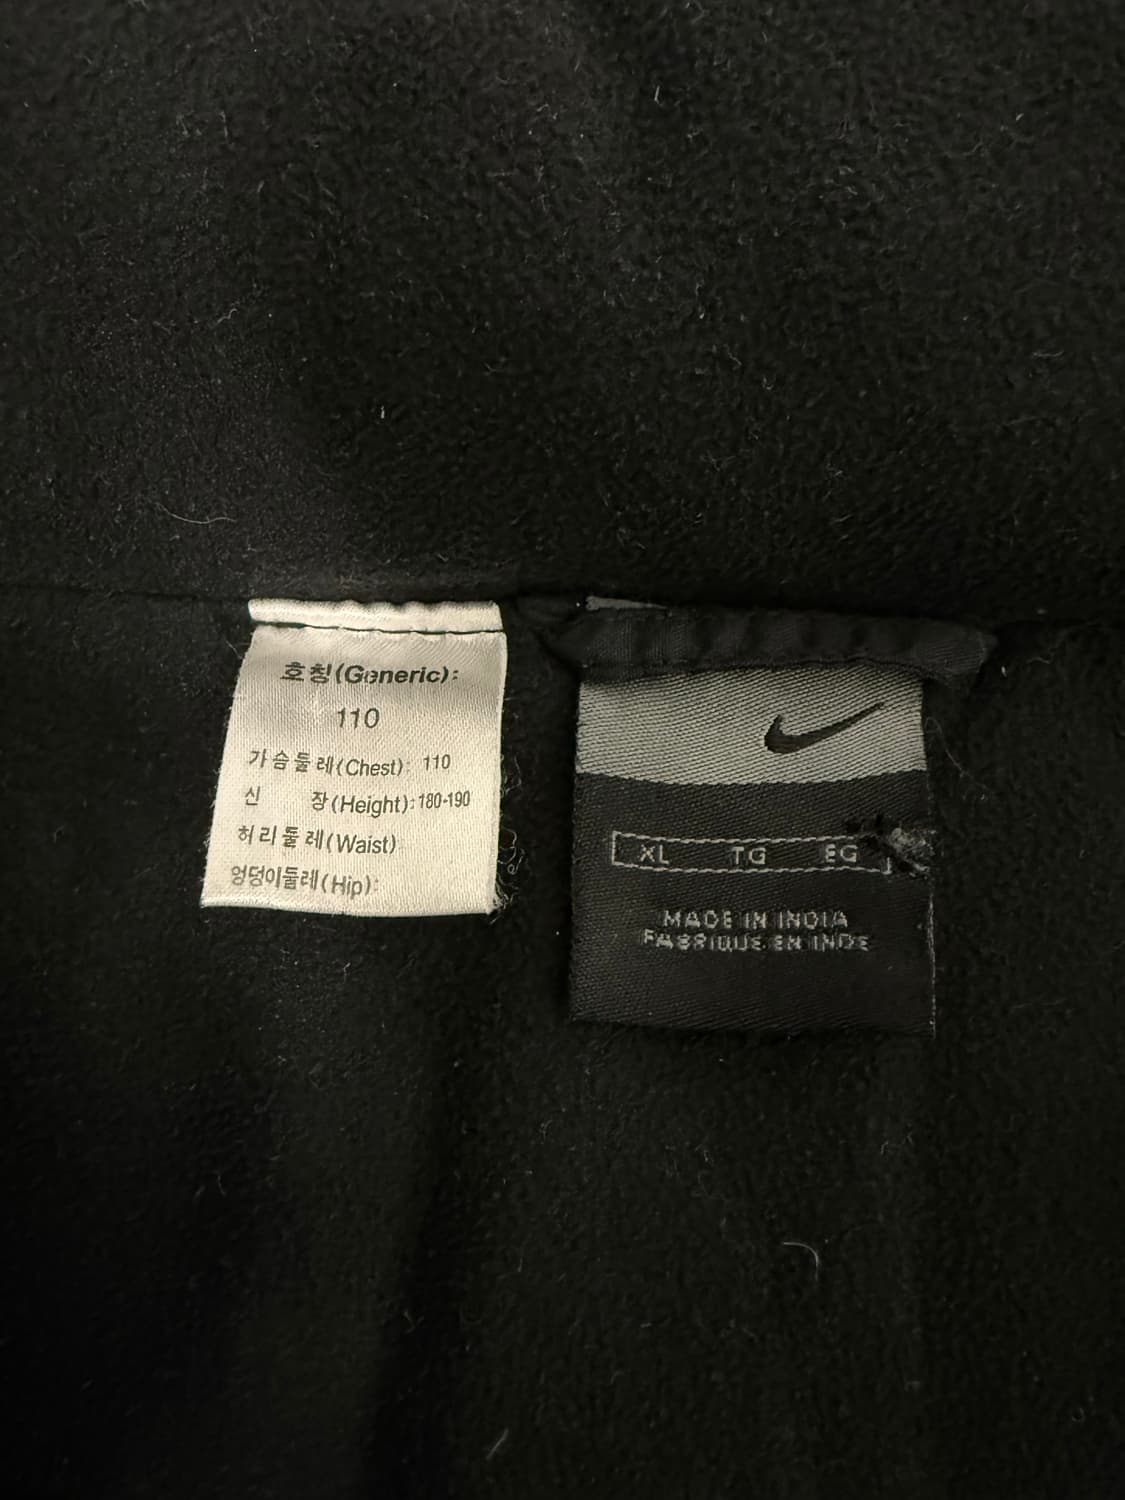 호칭(Generic):
110
가슴둘레(Chest): 110
신 장(Height):180-190
허리둘레(Waist)
엉덩이둘레(Hip):
XL TG EG
MADE IN INDIA
FABRIQUE EN INDE